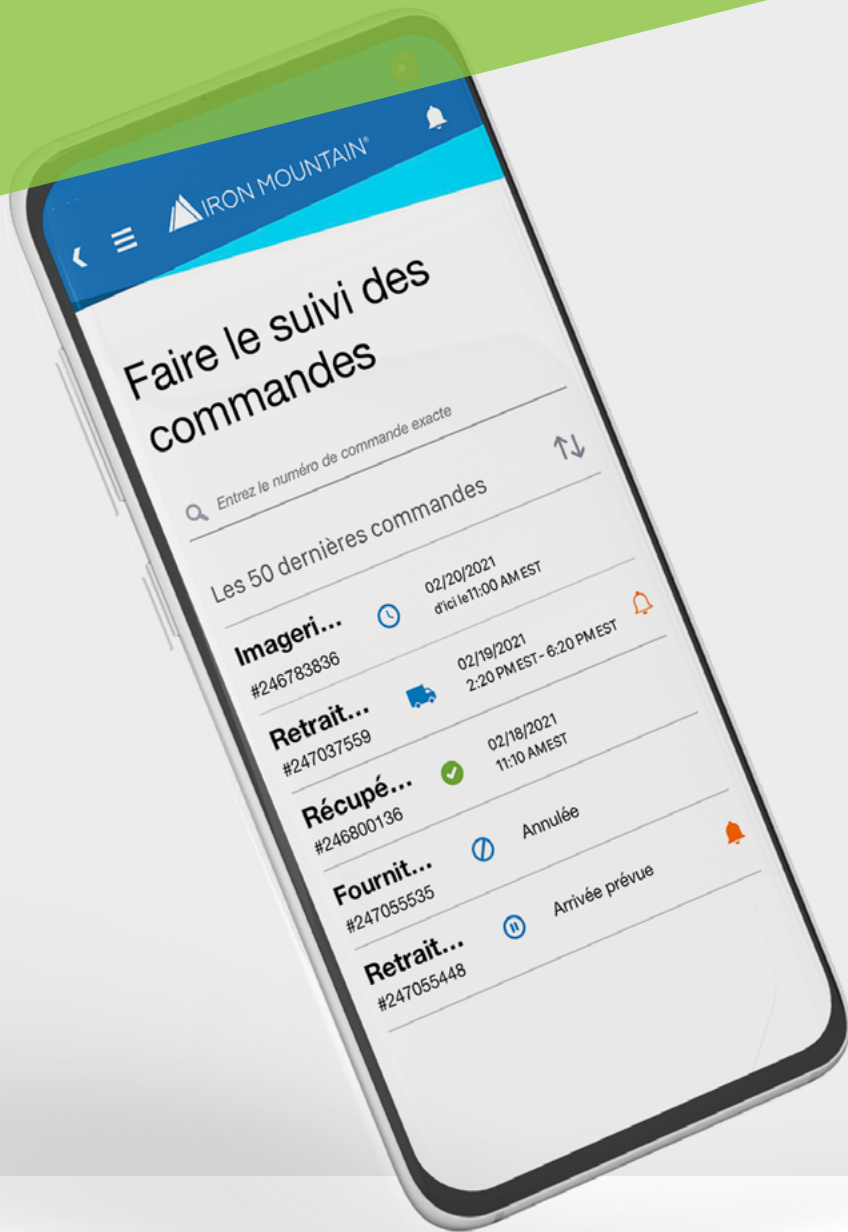 IRON MOUNTAIN®
Faire le suivi des
commandes
Entrez le numéro de commande exacte
Les 50 dernières commandes
Imageri...
#246783836
02/20/2021
d'ici le11:00 AM EST
Retrait...
#247037559
02/19/2021
2:20 PM EST - 6:20 PM EST
Récupé...
#246800136
02/18/2021
11:10 AMEST
Fournit...
#247055535
Annulée
Retrait...
#247055448
Arrivée prévue